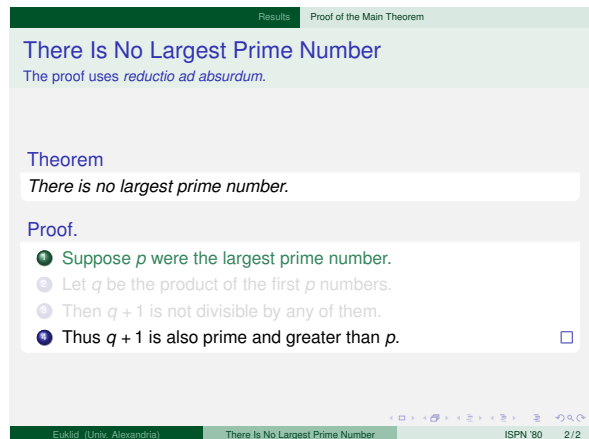 Results Proof of the Main Theorem
There Is No Largest Prime Number
The proof uses reductio ad absurdum.
Theorem
There is no largest prime number.
Proof.
1 Suppose p were the largest prime number.
2 Let q be the product of the first p numbers.
3 Then q + 1 is not divisible by any of them.
4 Thus q + 1 is also prime and greater than p.
Euklid (Univ. Alexandria) There Is No Largest Prime Number ISPN '80 2/2